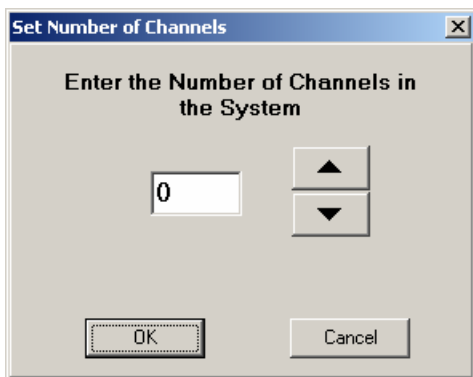 Set Number of Channels
Enter the Number of Channels in
the System
0
OK
Cancel